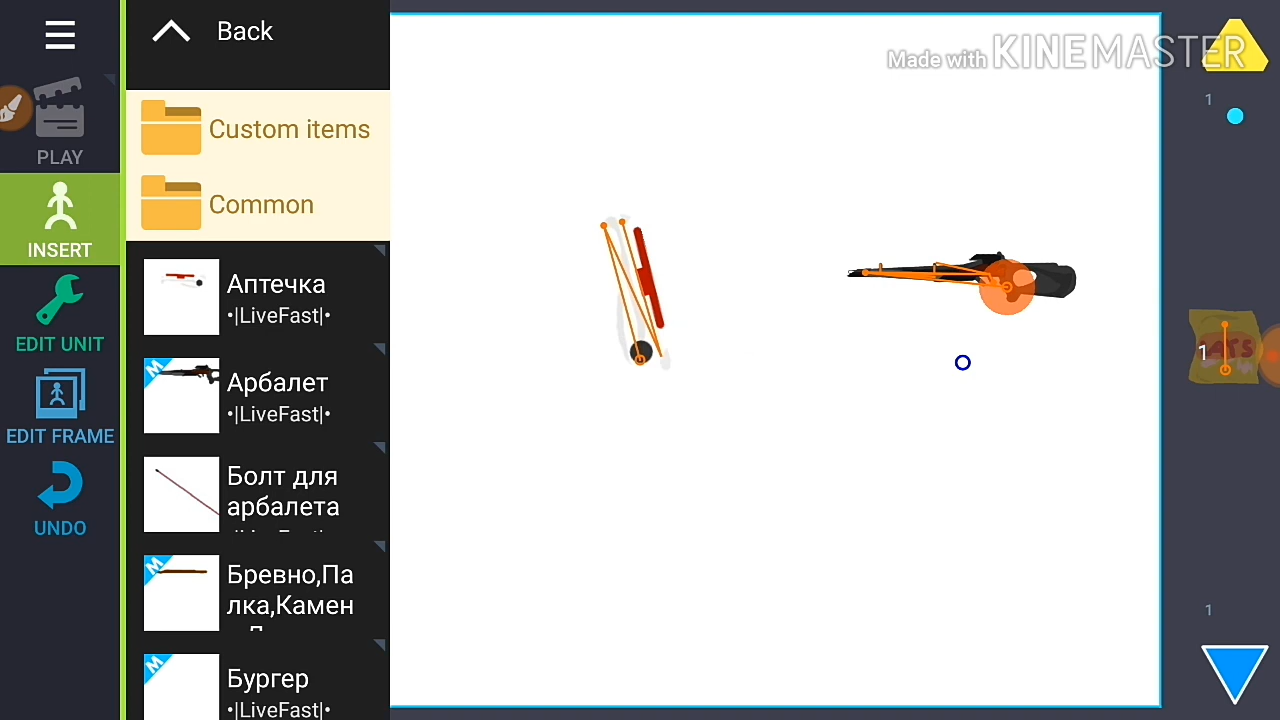 Back
Made with KINEMASTER
Custom items
1
PLAY
Common
INSERT
Аптечка
•|LiveFast|•
EDIT UNIT
1
Арбалет
•|LiveFast|•
EDIT FRAME
Болт для
арбалета
UNDO
Бревно,Па
лка,Камен
1
Бургер
•|LiveFast|•